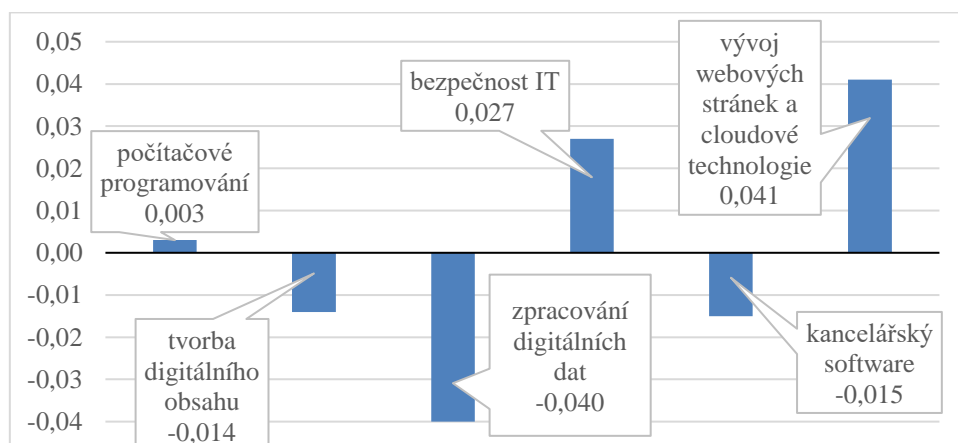 0,05
0,04
0,03
0,02
0,01
0,00
-0,01
-0,02
-0,03
-0,04
počítačové
programování
0,003
tvorba
digitálního
obsahu
-0,014
zpracování
digitálních
dat
-0,040
bezpečnost IT
0,027
kancelářský
software
-0,015
vývoj
webových
stránek a
cloudové
technologie
0,041